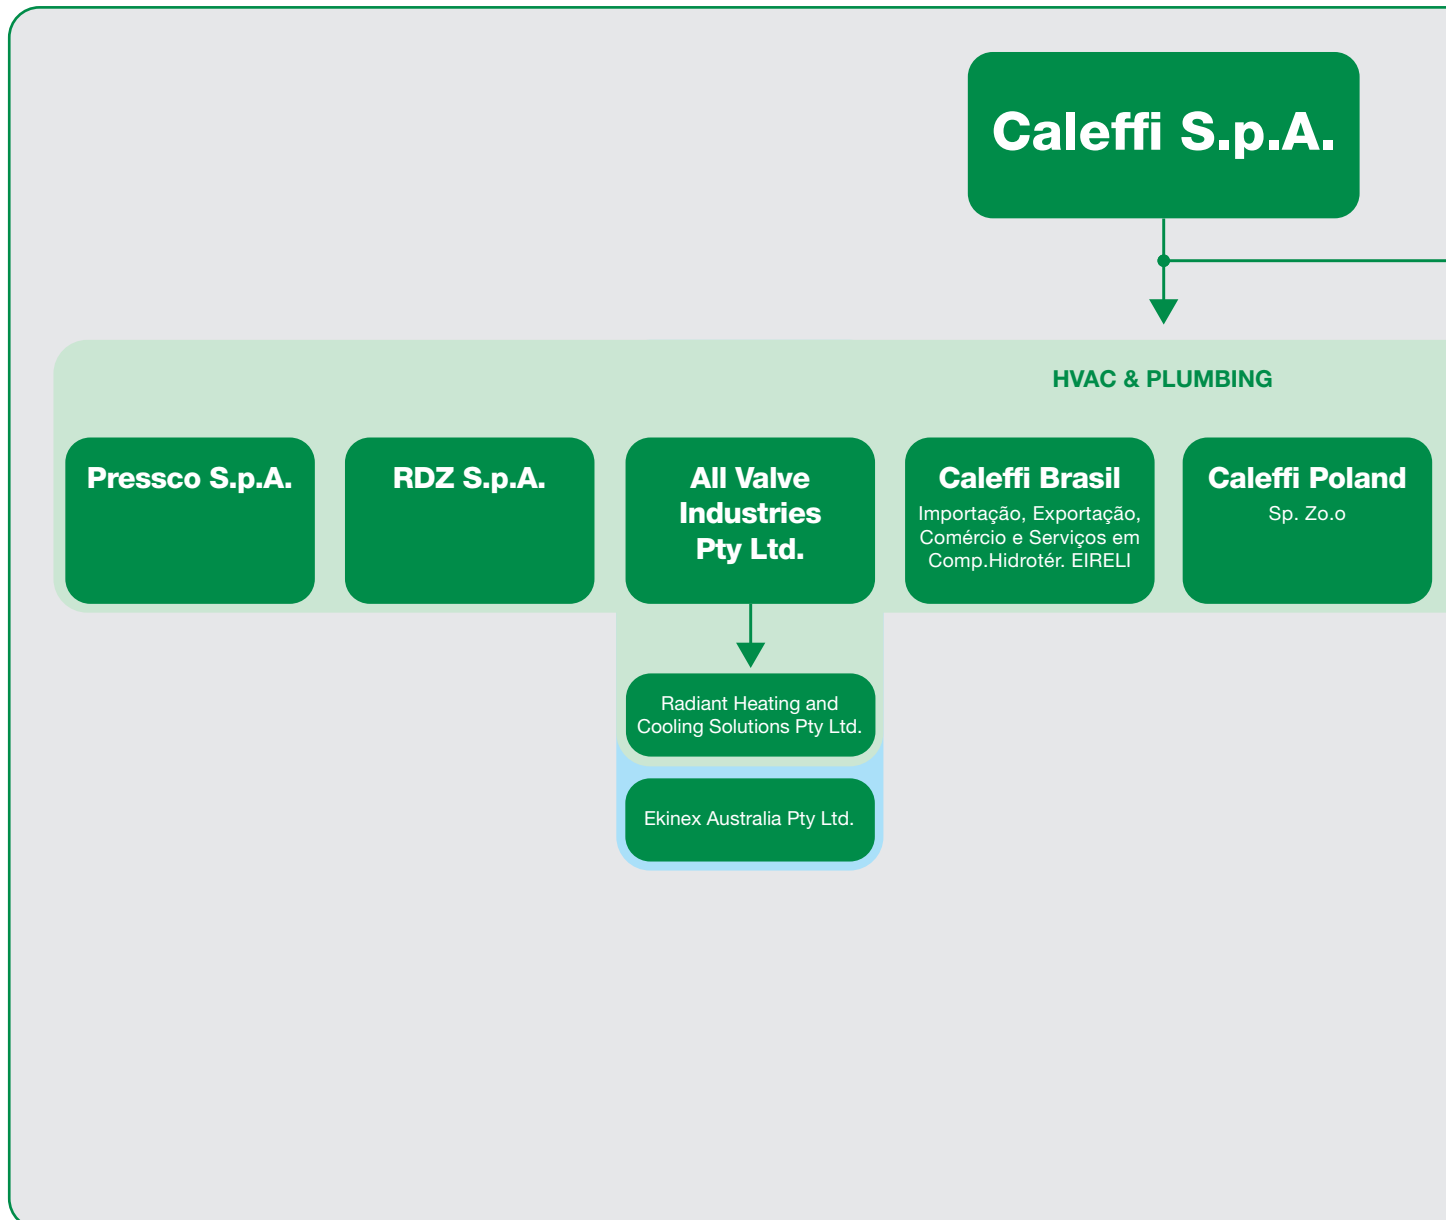 Caleffi S.p.A.
HVAC & PLUMBING
Pressco S.p.A.
RDZ S.p.A.
All Valve
Industries
Pty Ltd.
Caleffi Brasil
Importação, Exportação,
Comércio e Serviços em
Comp.Hidrotér. EIRELI
Caleffi Poland
Sp. Zo.o
Radiant Heating and
Cooling Solutions Pty Ltd.
Ekinex Australia Pty Ltd.